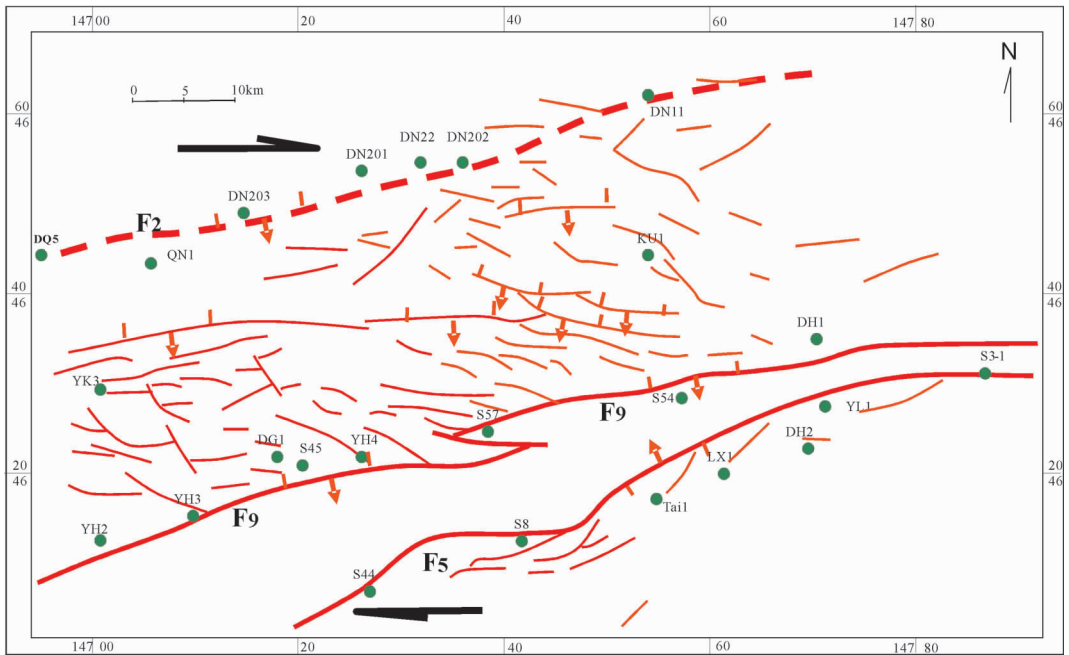 147 00
20
40
60
147 80
N
0 5 10km
60
46
60
46
DN11
DN22 DN202
DN201
DN203
F2
DQ5
QN1
KU1
40
46
40
46
DH1
S3-1
YK3
S54
YL1
S57
F9
DG1 S45 YH4
DH2
LX1
20
46
20
46
YH3
F9
Tai1
YH2
S8
F5
S44
147 00
20
40
60
147 80